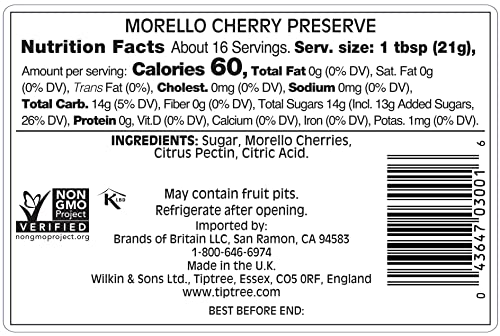 MORELLO CHERRY PRESERVE
Nutrition Facts About 16 Servings. Serv. size: 1 tbsp (21g),
Amount per serving: Calories 60, Total Fat 0g (0% DV), Sat. Fat 0g
(0% DV), Trans Fat (0%), Cholest. 0mg (0% DV), Sodium 0mg (0% DV),
Total Carb. 14g (5% DV), Fiber 0g (0% DV), Total Sugars 14g (Incl. 13g Added Sugars,
26% DV), Protein 0g, Vit.D (0% DV), Calcium (0% DV), Iron (0% DV), Potas. 1mg (0% DV).
INGREDIENTS: Sugar, Morello Cherries,
Citrus Pectin, Citric Acid.
NON
GMO
Project
VERIFIED
nongmoproject.org
K LBD
May contain fruit pits.
Refrigerate after opening.
Imported by:
Brands of Britain LLC, San Ramon, CA 94583
1-800-646-6974
Made in the U.K.
Wilkin & Sons Ltd., Tiptree, Essex, CO5 0RF, England
www.tiptree.com
BEST BEFORE END:
0 43647 03001 6